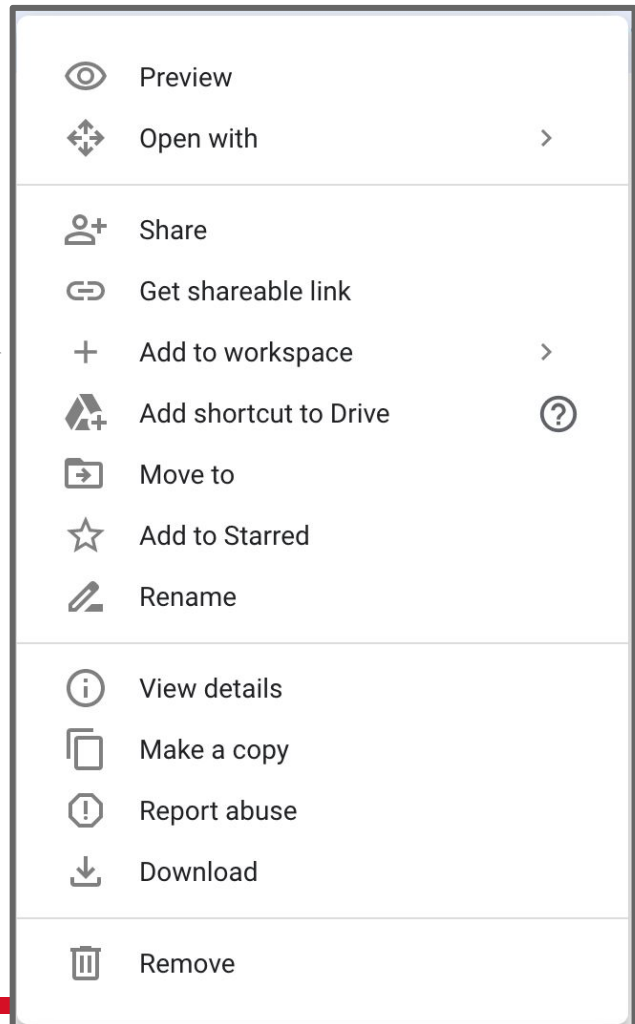 Preview
Open with
Share
Get shareable link
Add to workspace
Add shortcut to Drive
Move to
Add to Starred
Rename
View details
Make a copy
Report abuse
Download
Remove